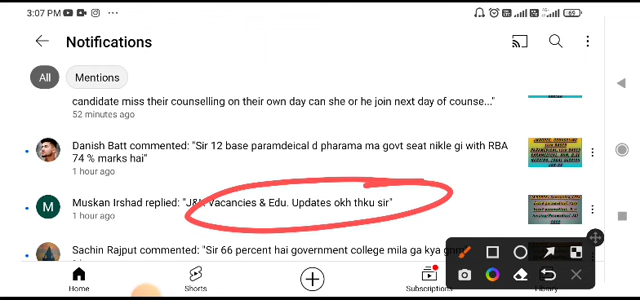 3:07 PM
69
Notifications
All
Mentions
candidate miss their counselling on their own day can she or he join next day of counse..."
52 minutes ago
Danish Batt commented: "Sir 12 base paramdeical d pharama ma govt seat nikle gi with RBA
74 % marks hai"
1 hour ago
M
Muskan Irshad replied: "J&K Vacancies & Edu. Updates okh thku sir"
1 hour ago
Sachin Rajput commented: "Sir 66 percent hai government college mila ga kya gnm
Home
Shorts
Subscriptions
Library